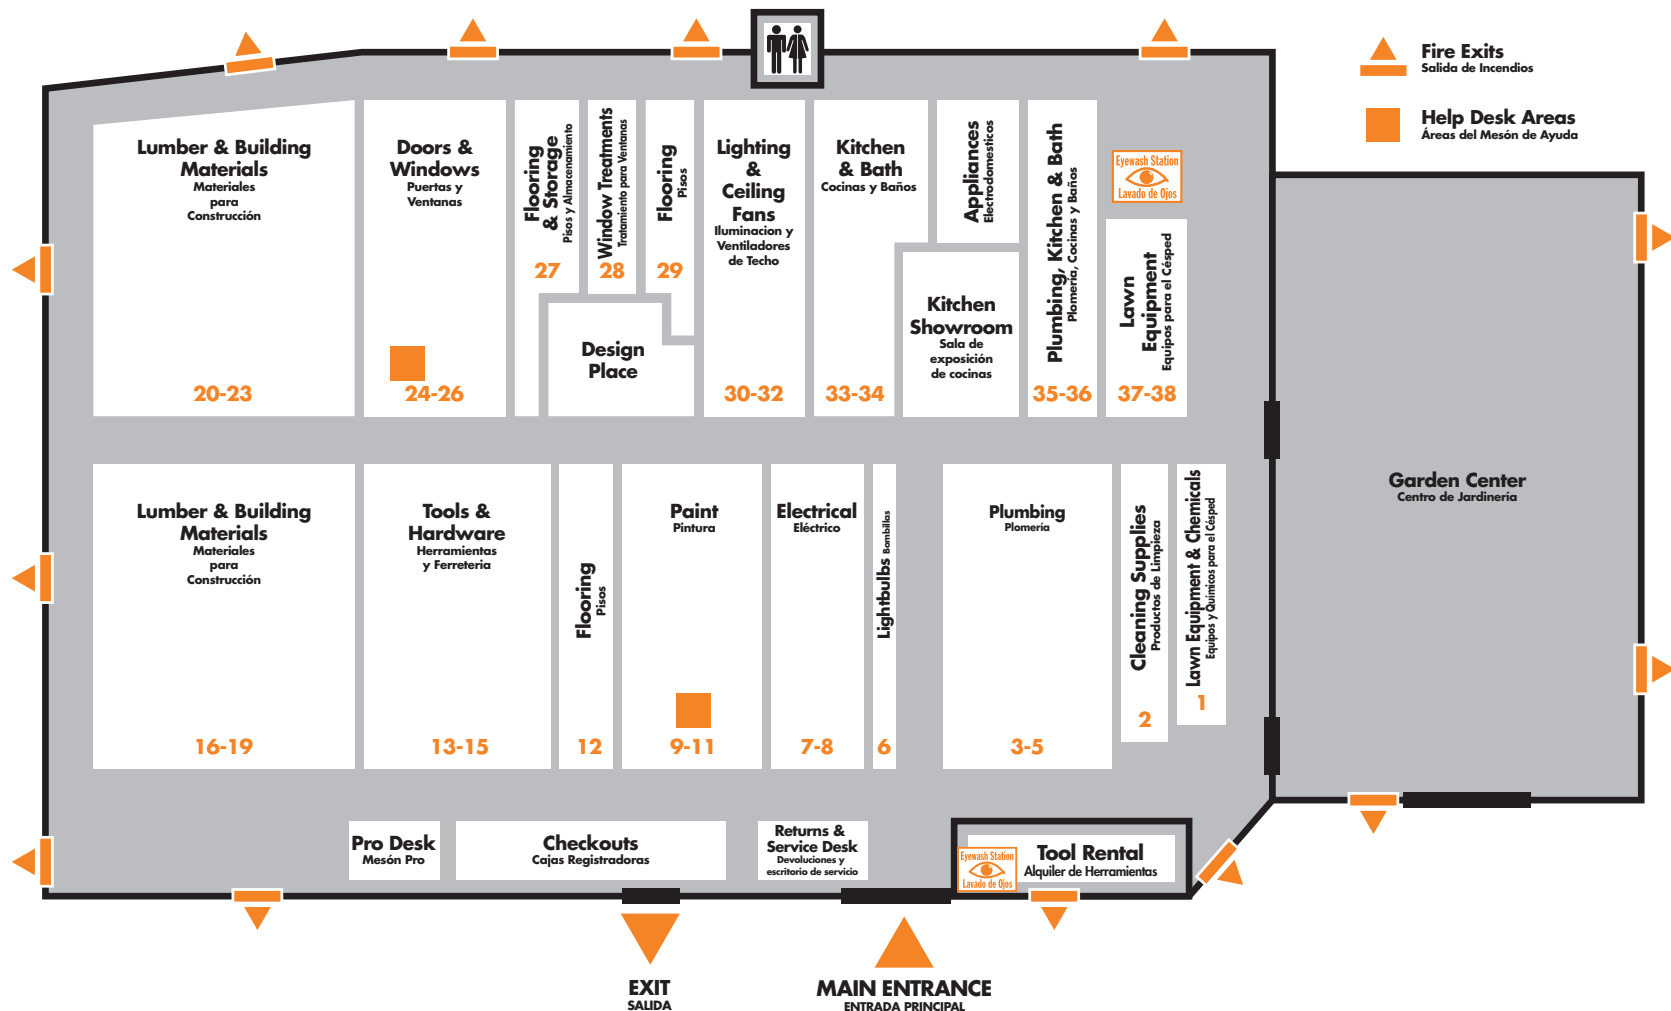 Fire Exits
Salida de Incendios
Help Desk Areas
Áreas del Mesón de Ayuda
Lumber & Building
Materials
Materiales
para
Construcción
20-23
Doors &
Windows
Puertas y
Ventanas
24-26
Flooring
& Storage
Pisos y Almacenamiento
27
Window Treatments
Tratamiento para Ventanas
28
Flooring
Pisos
29
Design
Place
Lighting
&
Ceiling
Fans
Iluminacion y
Ventiladores
de Techo
30-32
Kitchen
& Bath
Cocinas y Baños
33-34
Appliances
Electrodomesticos
Kitchen
Showroom
Sala de
exposición
de cocinas
Plumbing, Kitchen & Bath
Plomería, Cocinas y Baños
35-36
Eyewash Station
Lavado de Ojos
Lawn
Equipment
Equipos para el Césped
37-38
Garden Center
Centro de Jardinería
Lumber & Building
Materials
Materiales
para
Construcción
16-19
Tools &
Hardware
Herramientas
y Ferreteria
13-15
Flooring
Pisos
12
Paint
Pintura
9-11
Electrical
Eléctrico
7-8
Lightbulbs Bombillas
6
Plumbing
Plomería
3-5
Cleaning Supplies
Productos de Limpieza
2
Lawn Equipment & Chemicals
Equipos y Químicos para el Césped
1
Pro Desk
Mesón Pro
Checkouts
Cajas Registradoras
Returns &
Service Desk
Devoluciones y
escritorio de servicio
Eyewash Station
Lavado de Ojos
Tool Rental
Alquiler de Herramientas
EXIT
SALIDA
MAIN ENTRANCE
ENTRADA PRINCIPAL